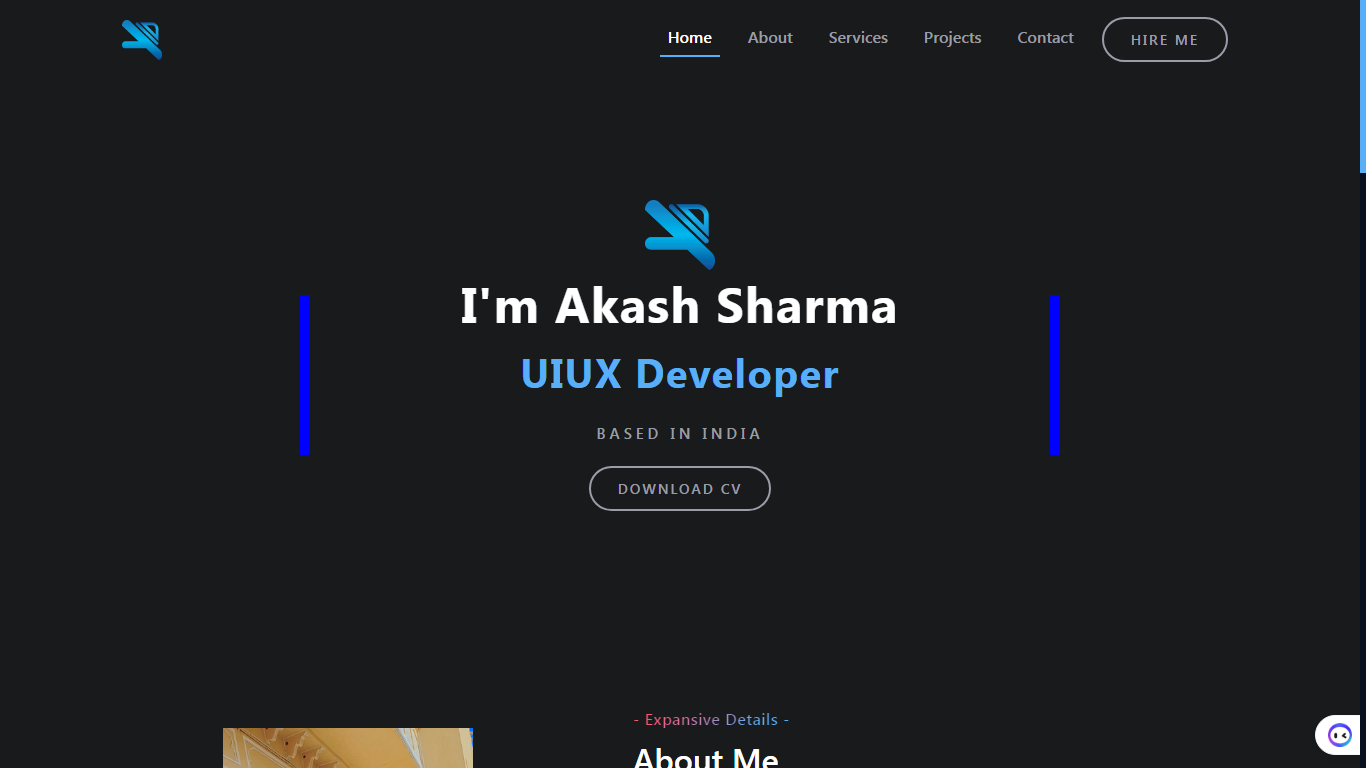 Home About Services Projects Contact HIRE ME
I'm Akash Sharma
UIUX Developer
BASED IN INDIA
DOWNLOAD CV
- Expansive Details -
About Me